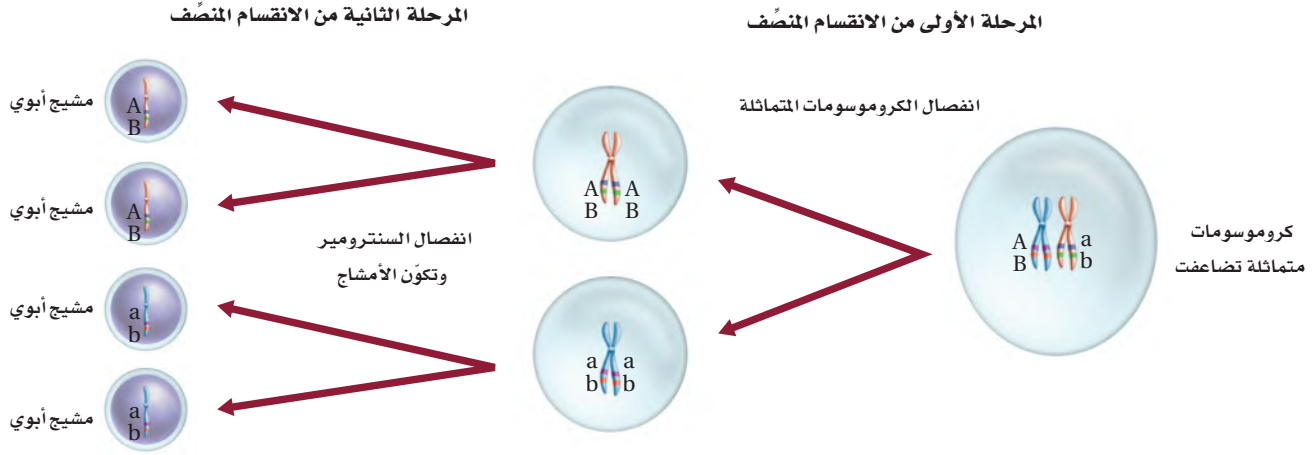 المرحلة الأولى من الانقسام المنصِّف
المرحلة الثانية من الانقسام المنصِّف
كروموسومات
متماثلة تضاعفت
A
B
a
b
انفصال الكروموسومات المتماثلة
A A
B B
a a
b b
انفصال السنترومير
وتكوّن الأمشاج
مشيج أبوي
A
B
مشيج أبوي
A
B
مشيج أبوي
a
b
مشيج أبوي
a
b